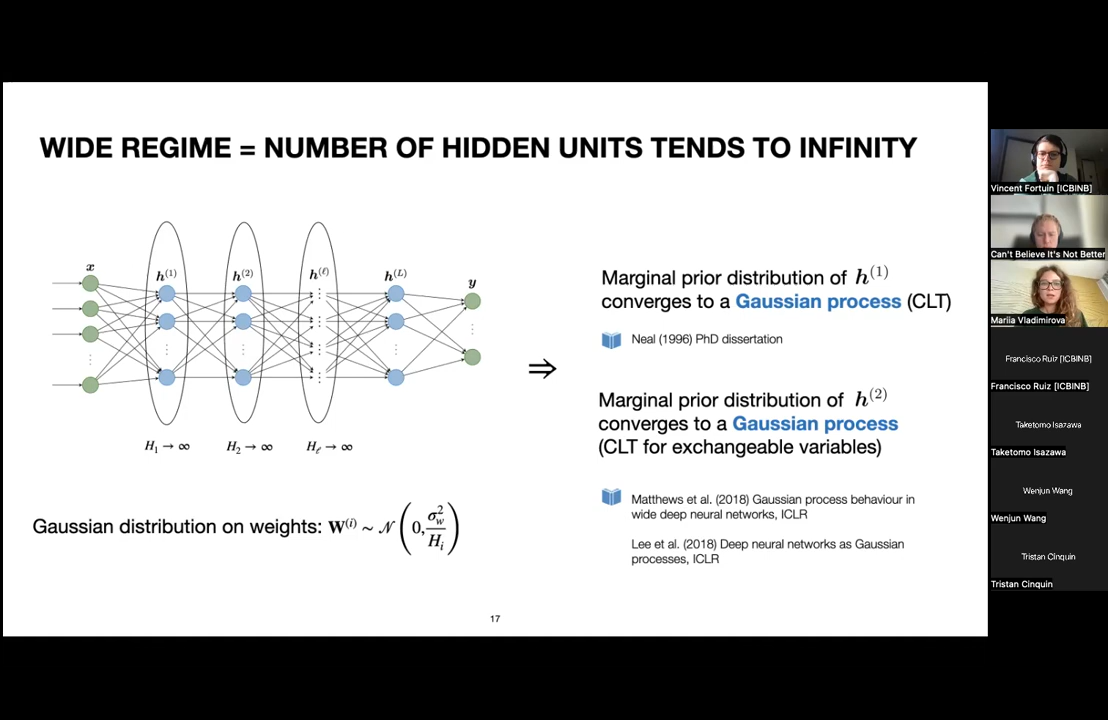 WIDE REGIME = NUMBER OF HIDDEN UNITS TENDS TO INFINITY
x
h^(1)
h^(2)
h^(ℓ)
h^(L)
y
H_1 → ∞
H_2 → ∞
H_ℓ → ∞
Gaussian distribution on weights: W^(i) ~ 𝒩(0, σ_w^2 / H_i)
⇒
Marginal prior distribution of h^(1)
converges to a Gaussian process (CLT)
Neal (1996) PhD dissertation
Marginal prior distribution of h^(2)
converges to a Gaussian process
(CLT for exchangeable variables)
Matthews et al. (2018) Gaussian process behaviour in
wide deep neural networks, ICLR
Lee et al. (2018) Deep neural networks as Gaussian
processes, ICLR
17
Vincent Fortuin [ICBINB]
Can't Believe It's Not Better
Mariia Vladimirova
Francisco Ruiz [ICBINB]
Francisco Ruiz [ICBINB]
Taketomo Isazawa
Taketomo Isazawa
Wenjun Wang
Wenjun Wang
Tristan Cinquin
Tristan Cinquin